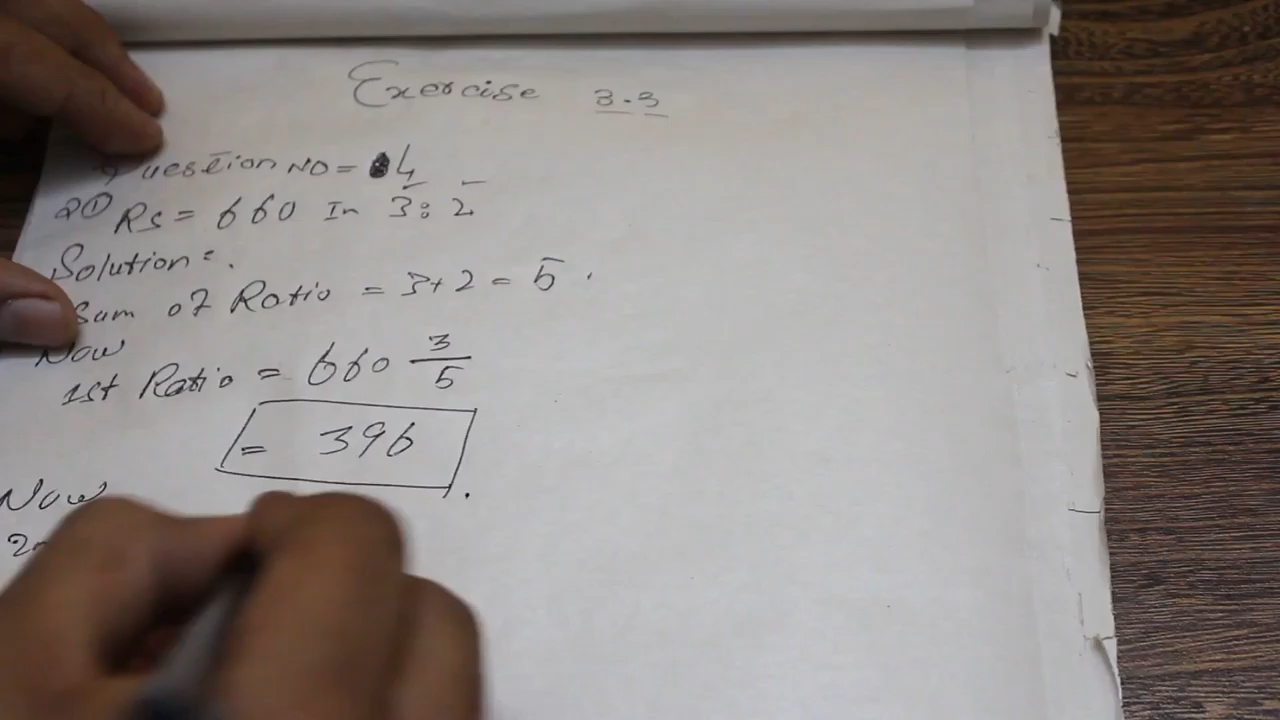 Exercise 3.3
Question NO = 4
Q① Rs = 660 In 3:2
Solution:.
Sum of Ratio = 3+2 = 5.
Now
1st Ratio = 660 3/5
= 396.
Now